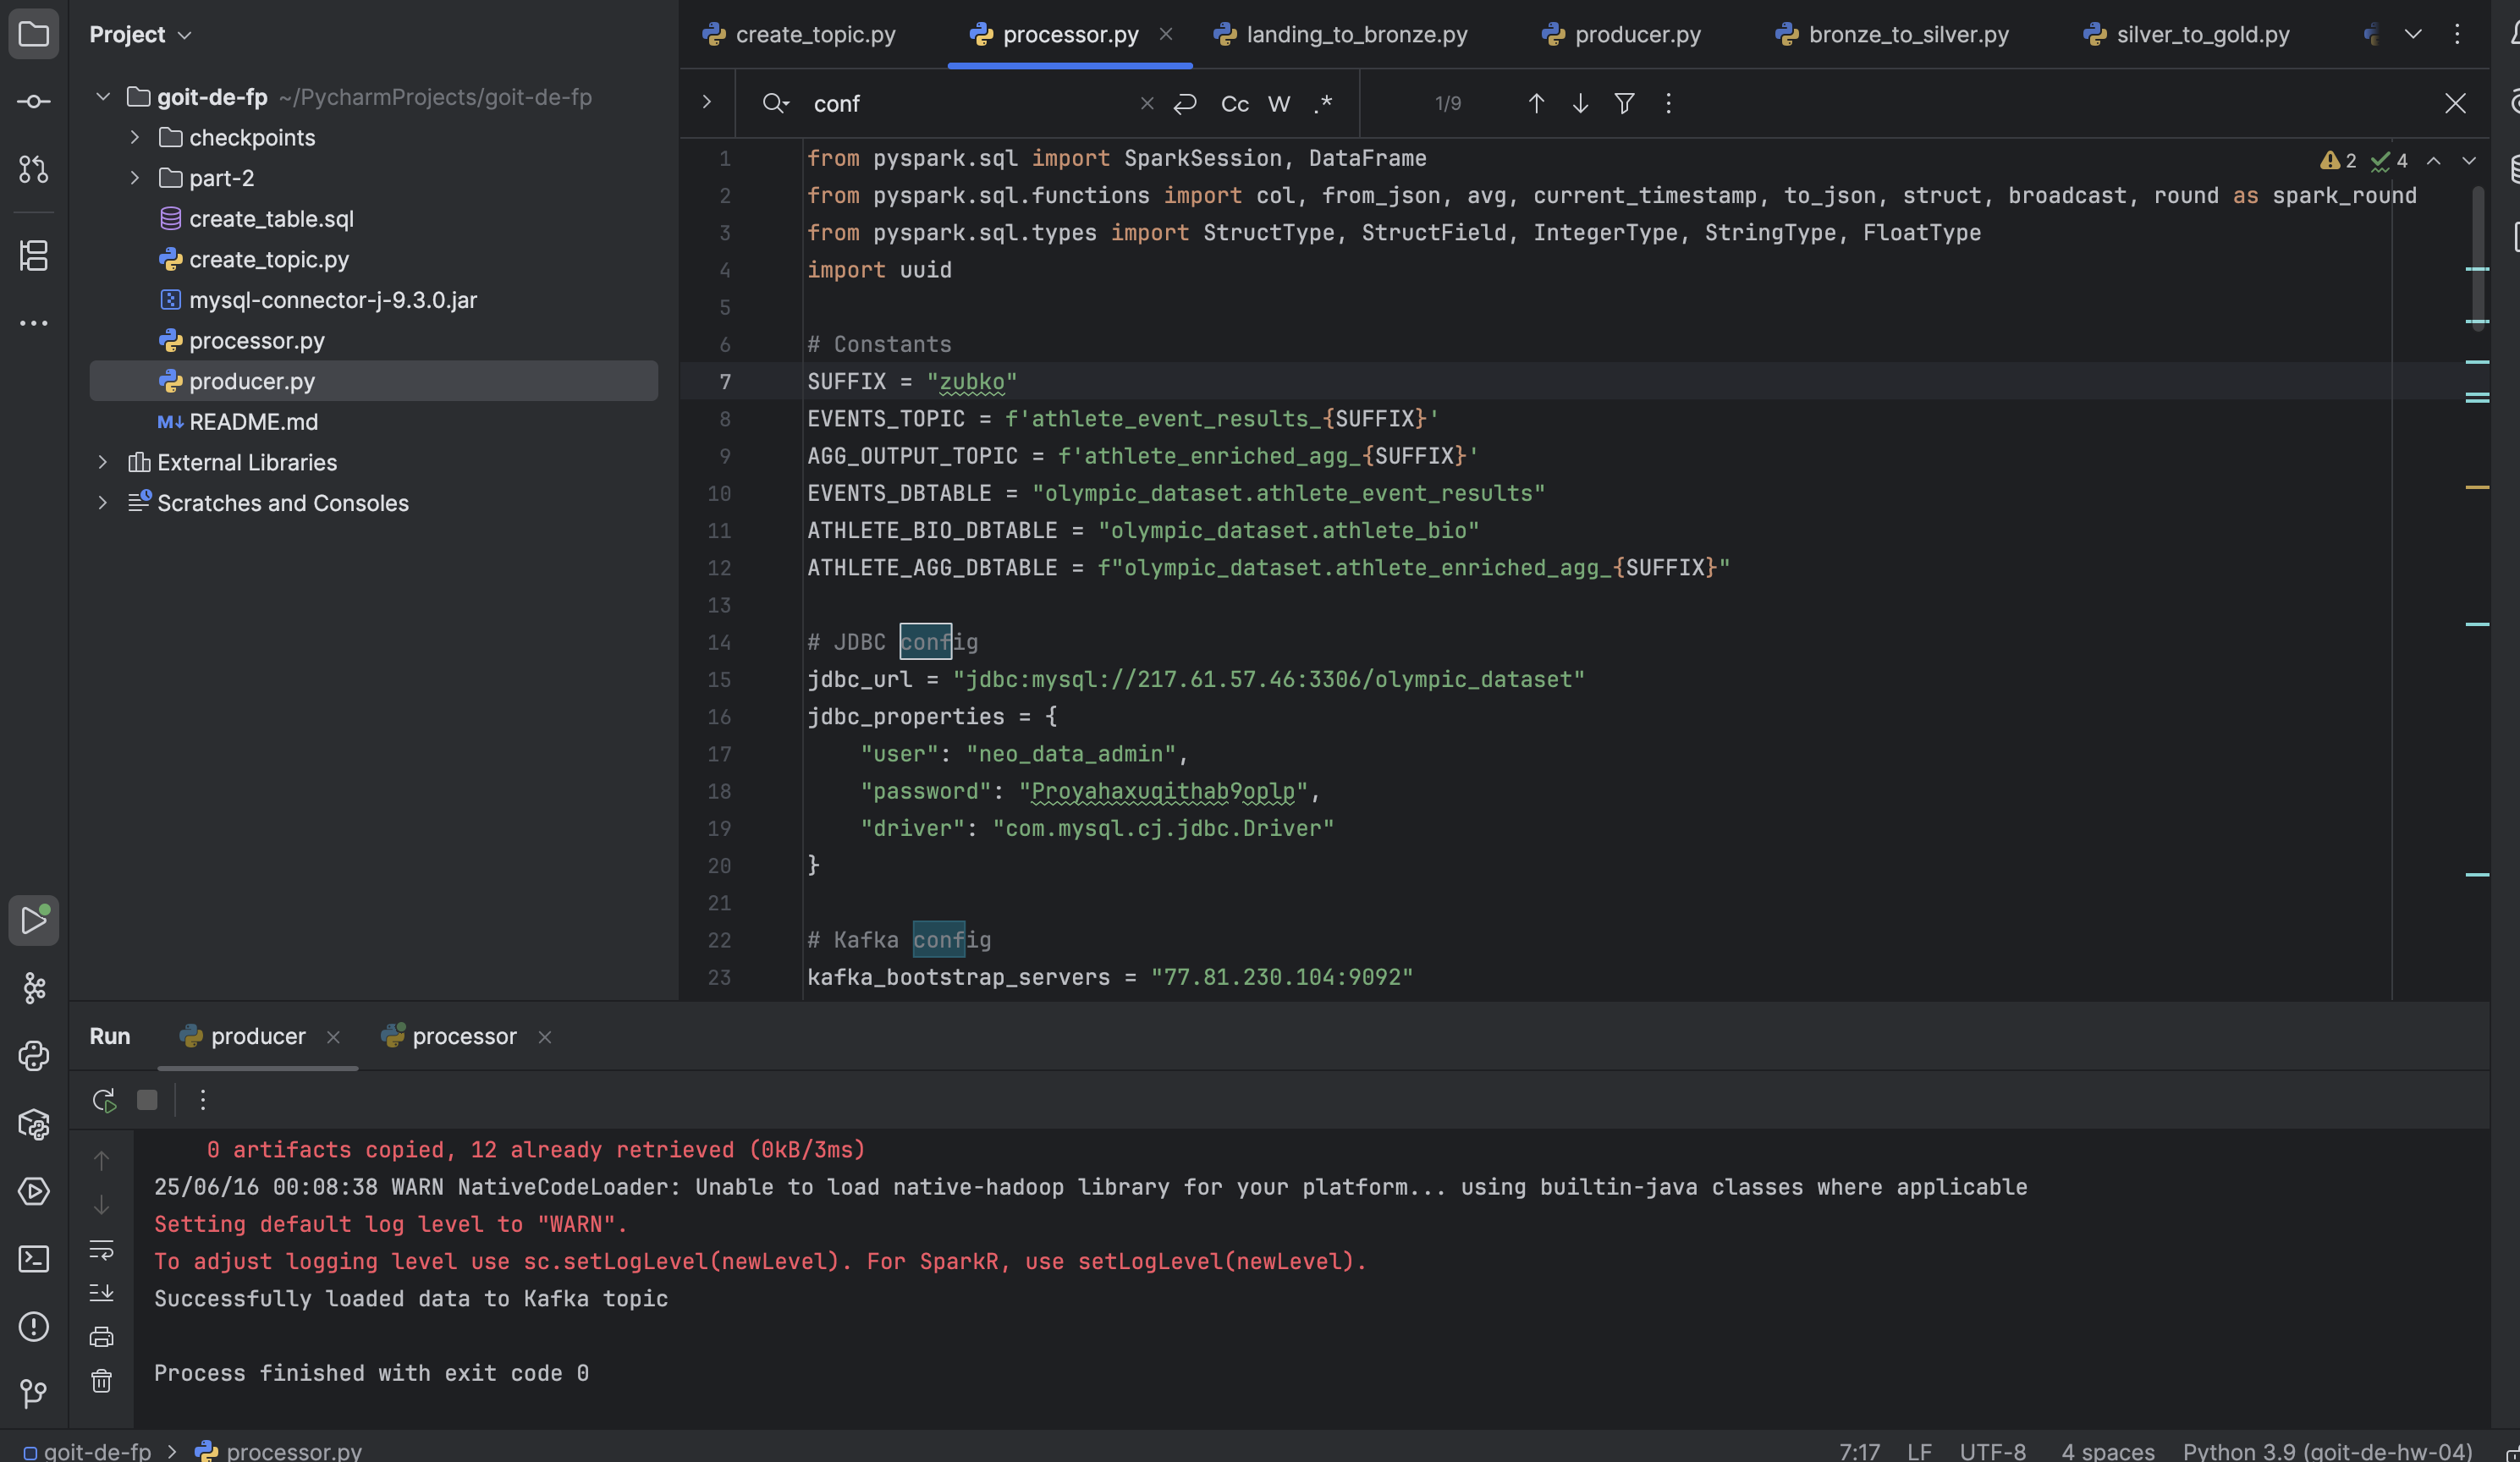 Project
goit-de-fp ~/PycharmProjects/goit-de-fp
checkpoints
part-2
create_table.sql
create_topic.py
mysql-connector-j-9.3.0.jar
processor.py
producer.py
M↓ README.md
External Libraries
Scratches and Consoles
create_topic.py processor.py landing_to_bronze.py producer.py bronze_to_silver.py silver_to_gold.py
conf Cc W .* 1/9
2 4
1 from pyspark.sql import SparkSession, DataFrame
2 from pyspark.sql.functions import col, from_json, avg, current_timestamp, to_json, struct, broadcast, round as spark_round
3 from pyspark.sql.types import StructType, StructField, IntegerType, StringType, FloatType
4 import uuid
5
6 # Constants
7 SUFFIX = "zubko"
8 EVENTS_TOPIC = f'athlete_event_results_{SUFFIX}'
9 AGG_OUTPUT_TOPIC = f'athlete_enriched_agg_{SUFFIX}'
10 EVENTS_DBTABLE = "olympic_dataset.athlete_event_results"
11 ATHLETE_BIO_DBTABLE = "olympic_dataset.athlete_bio"
12 ATHLETE_AGG_DBTABLE = f"olympic_dataset.athlete_enriched_agg_{SUFFIX}"
13
14 # JDBC config
15 jdbc_url = "jdbc:mysql://217.61.57.46:3306/olympic_dataset"
16 jdbc_properties = {
17 "user": "neo_data_admin",
18 "password": "Proyahaxuqithab9oplp",
19 "driver": "com.mysql.cj.jdbc.Driver"
20 }
21
22 # Kafka config
23 kafka_bootstrap_servers = "77.81.230.104:9092"
Run producer processor
0 artifacts copied, 12 already retrieved (0kB/3ms)
25/06/16 00:08:38 WARN NativeCodeLoader: Unable to load native-hadoop library for your platform... using builtin-java classes where applicable
Setting default log level to "WARN".
To adjust logging level use sc.setLogLevel(newLevel). For SparkR, use setLogLevel(newLevel).
Successfully loaded data to Kafka topic
Process finished with exit code 0
goit-de-fp > processor.py 7:17 LF UTF-8 4 spaces Python 3.9 (goit-de-hw-04)